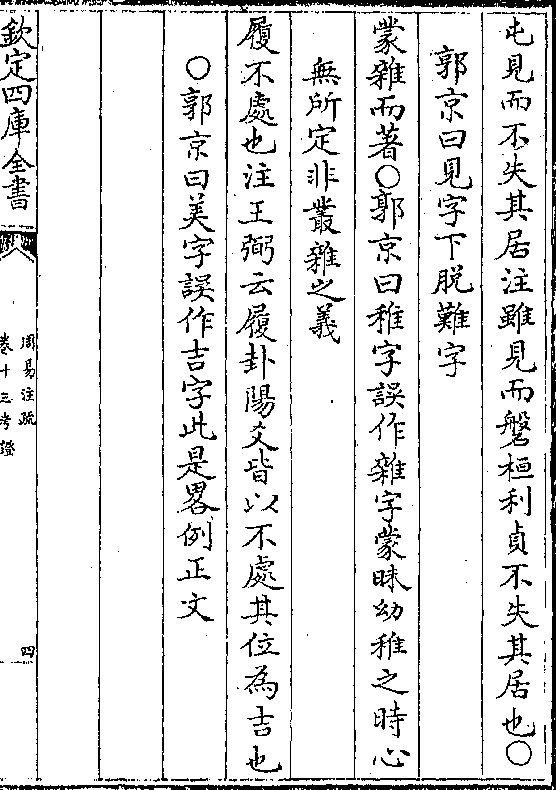 屯見而不失其居注雖見而磐桓利貞不失其居也○
郭京曰見字下脱難字
蒙雜而著○郭京曰稚字誤作雜字蒙昧幼稚之時心
無所定非叢雜之義
履不處也注王弼云履卦陽爻皆以不處其位為吉也
○郭京曰美字誤作吉字此是畧例正文
欽定四庫全書
周易注疏
卷十三考證
四